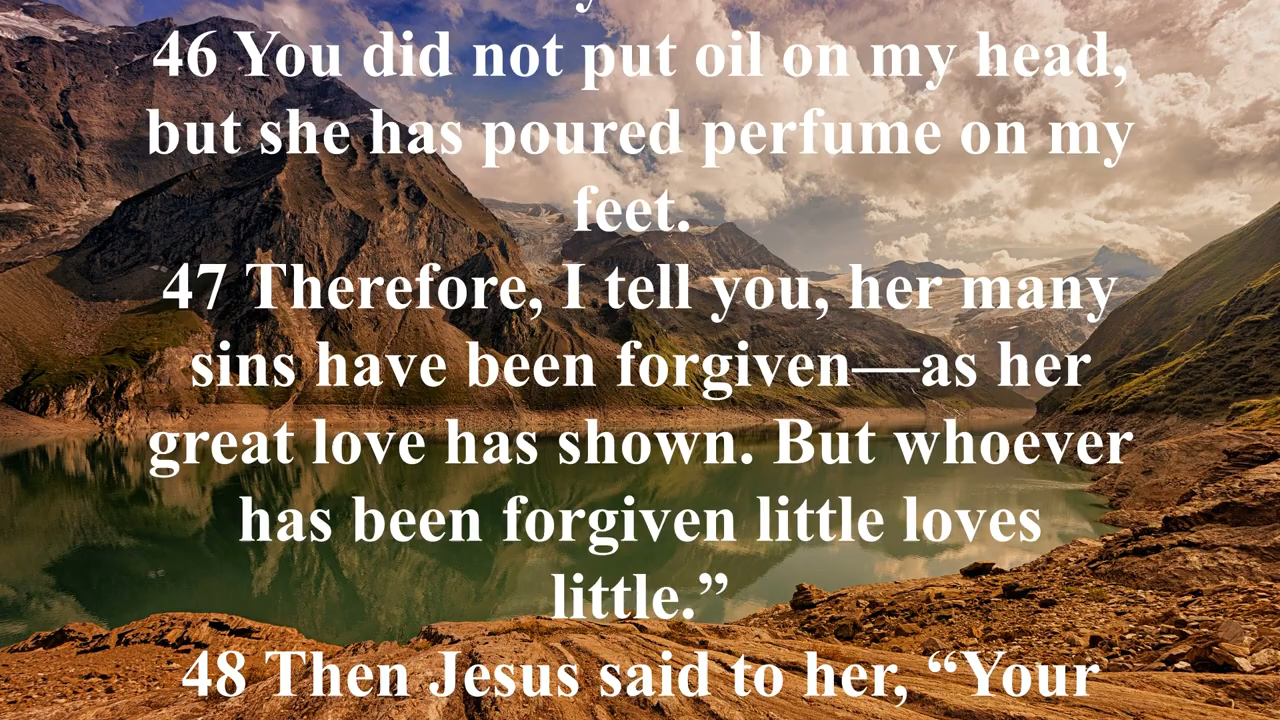 46 You did not put oil on my head,
but she has poured perfume on my
feet.
47 Therefore, I tell you, her many
sins have been forgiven—as her
great love has shown. But whoever
has been forgiven little loves
little.”
48 Then Jesus said to her, “Your